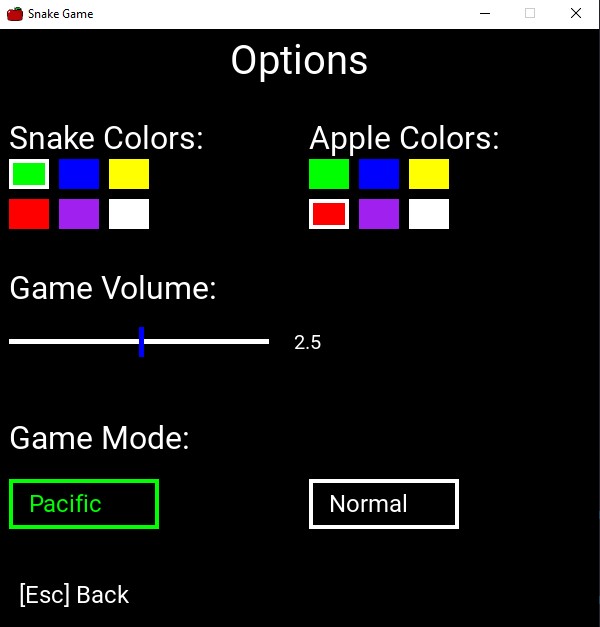 Snake Game
Options
Snake Colors:
Apple Colors:
Game Volume:
2.5
Game Mode:
Pacific
Normal
[Esc] Back